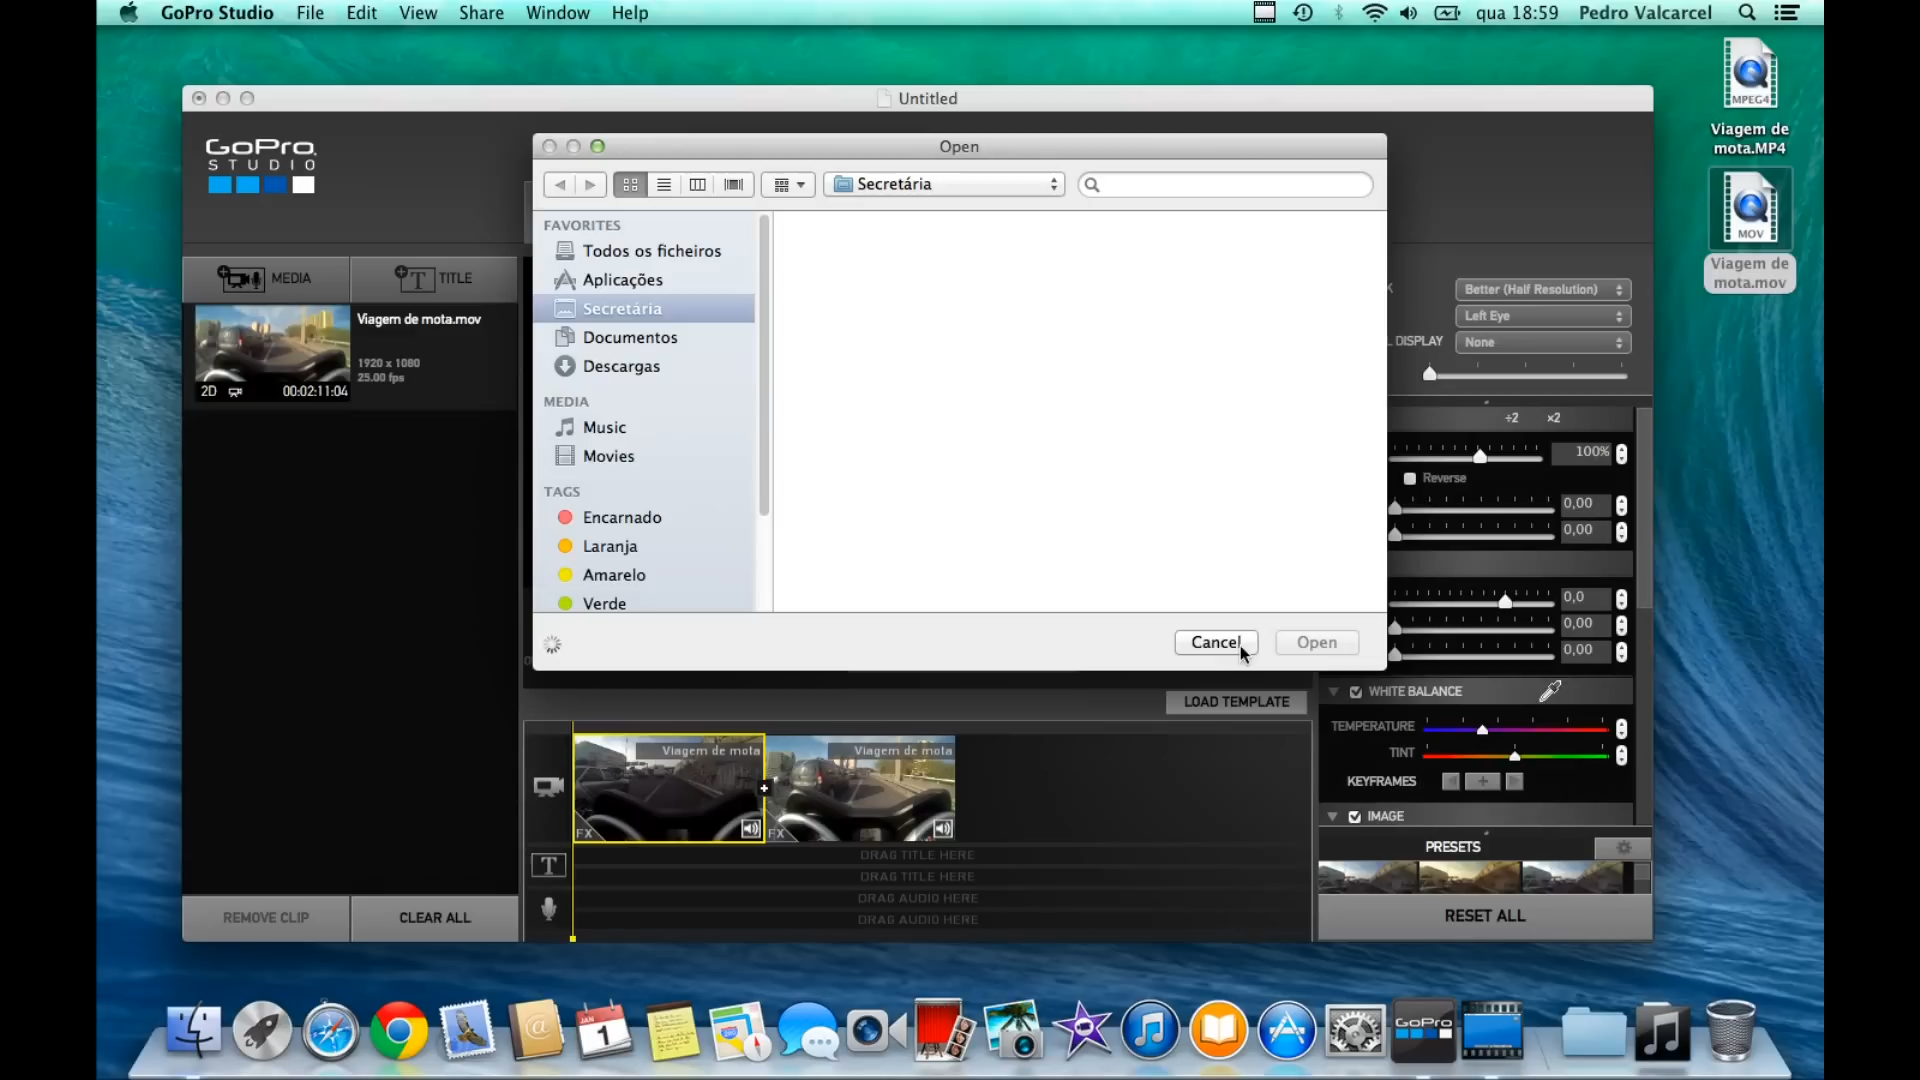 GoPro Studio File Edit View Share Window Help
qua 18:59 Pedro Valcarcel
MPEG4
Viagem de
mota.MP4
MOV
Viagem de
mota.mov
Untitled
GoPro
STUDIO
MEDIA
TITLE
Viagem de mota.mov
1920 x 1080
25.00 fps
2D 00:02:11:04
Open
Secretária
FAVORITES
Todos os ficheiros
Aplicações
Secretária
Documentos
Descargas
MEDIA
Music
Movies
TAGS
Encarnado
Laranja
Amarelo
Verde
Cancel
Open
Better (Half Resolution)
Left Eye
DISPLAY None
÷2 ×2
100%
Reverse
0,00
0,00
0,0
0,00
0,00
WHITE BALANCE
TEMPERATURE
TINT
KEYFRAMES
IMAGE
PRESETS
RESET ALL
LOAD TEMPLATE
Viagem de mota
Viagem de mota
FX
FX
T
DRAG TITLE HERE
DRAG TITLE HERE
DRAG AUDIO HERE
DRAG AUDIO HERE
REMOVE CLIP
CLEAR ALL
JAN
1
GoPro